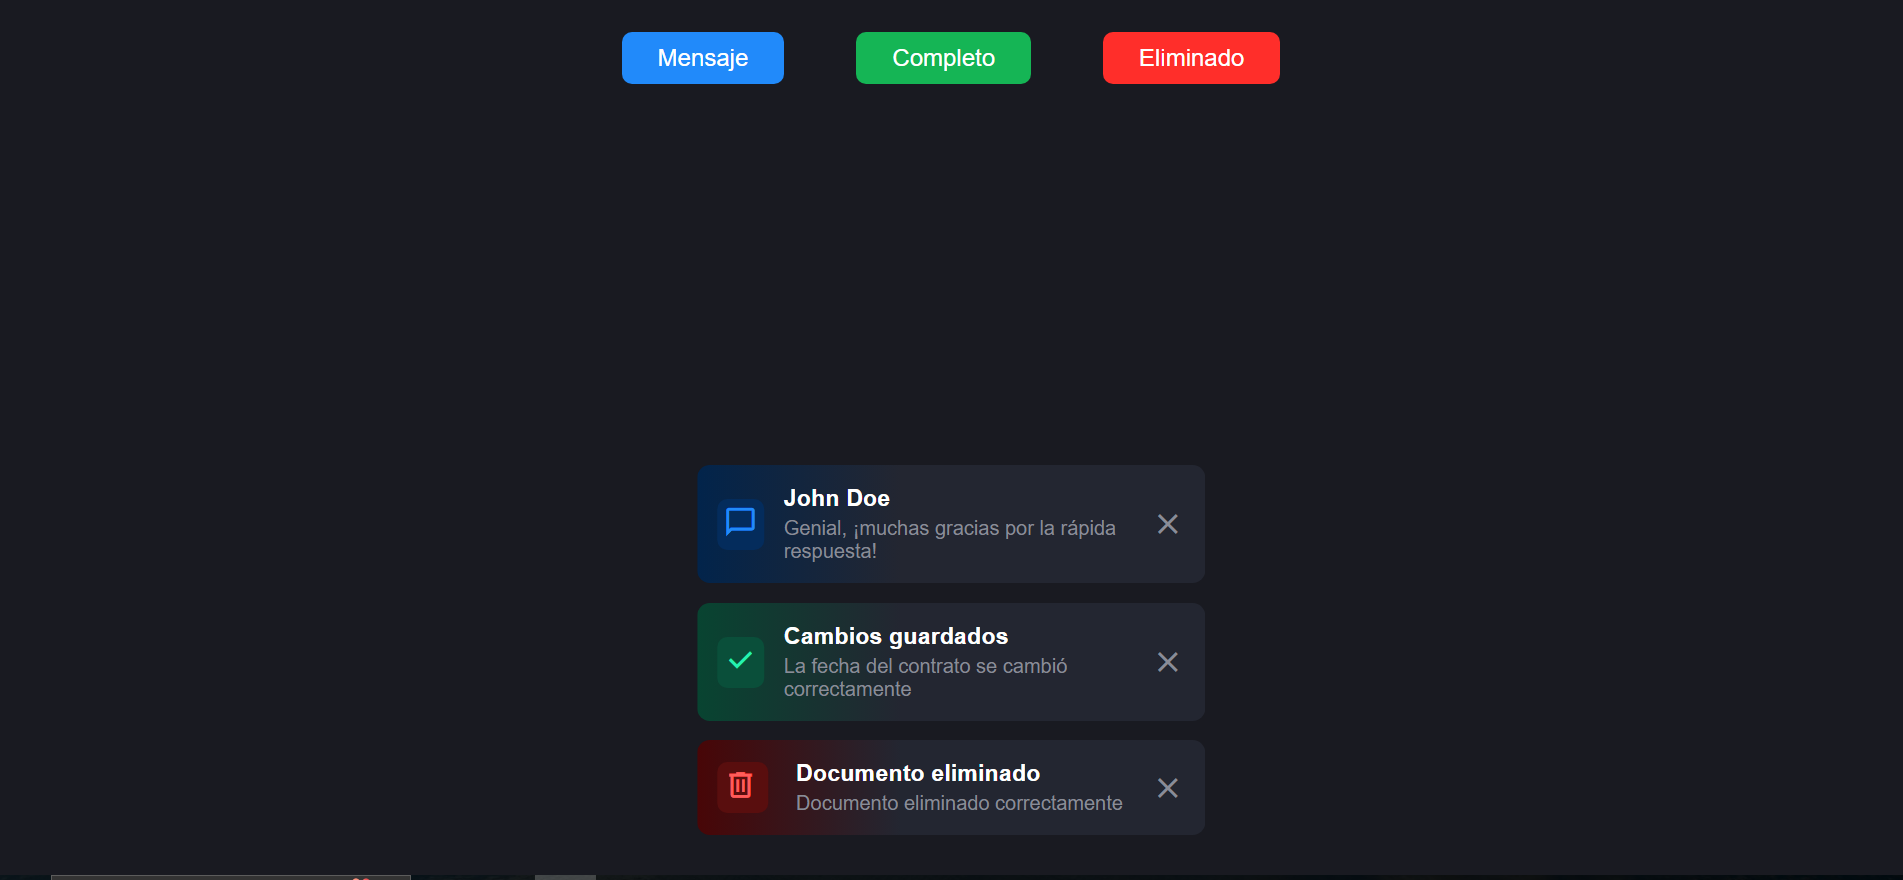 Mensaje
Completo
Eliminado
John Doe
Genial, ¡muchas gracias por la rápida
respuesta!
Cambios guardados
La fecha del contrato se cambió
correctamente
Documento eliminado
Documento eliminado correctamente